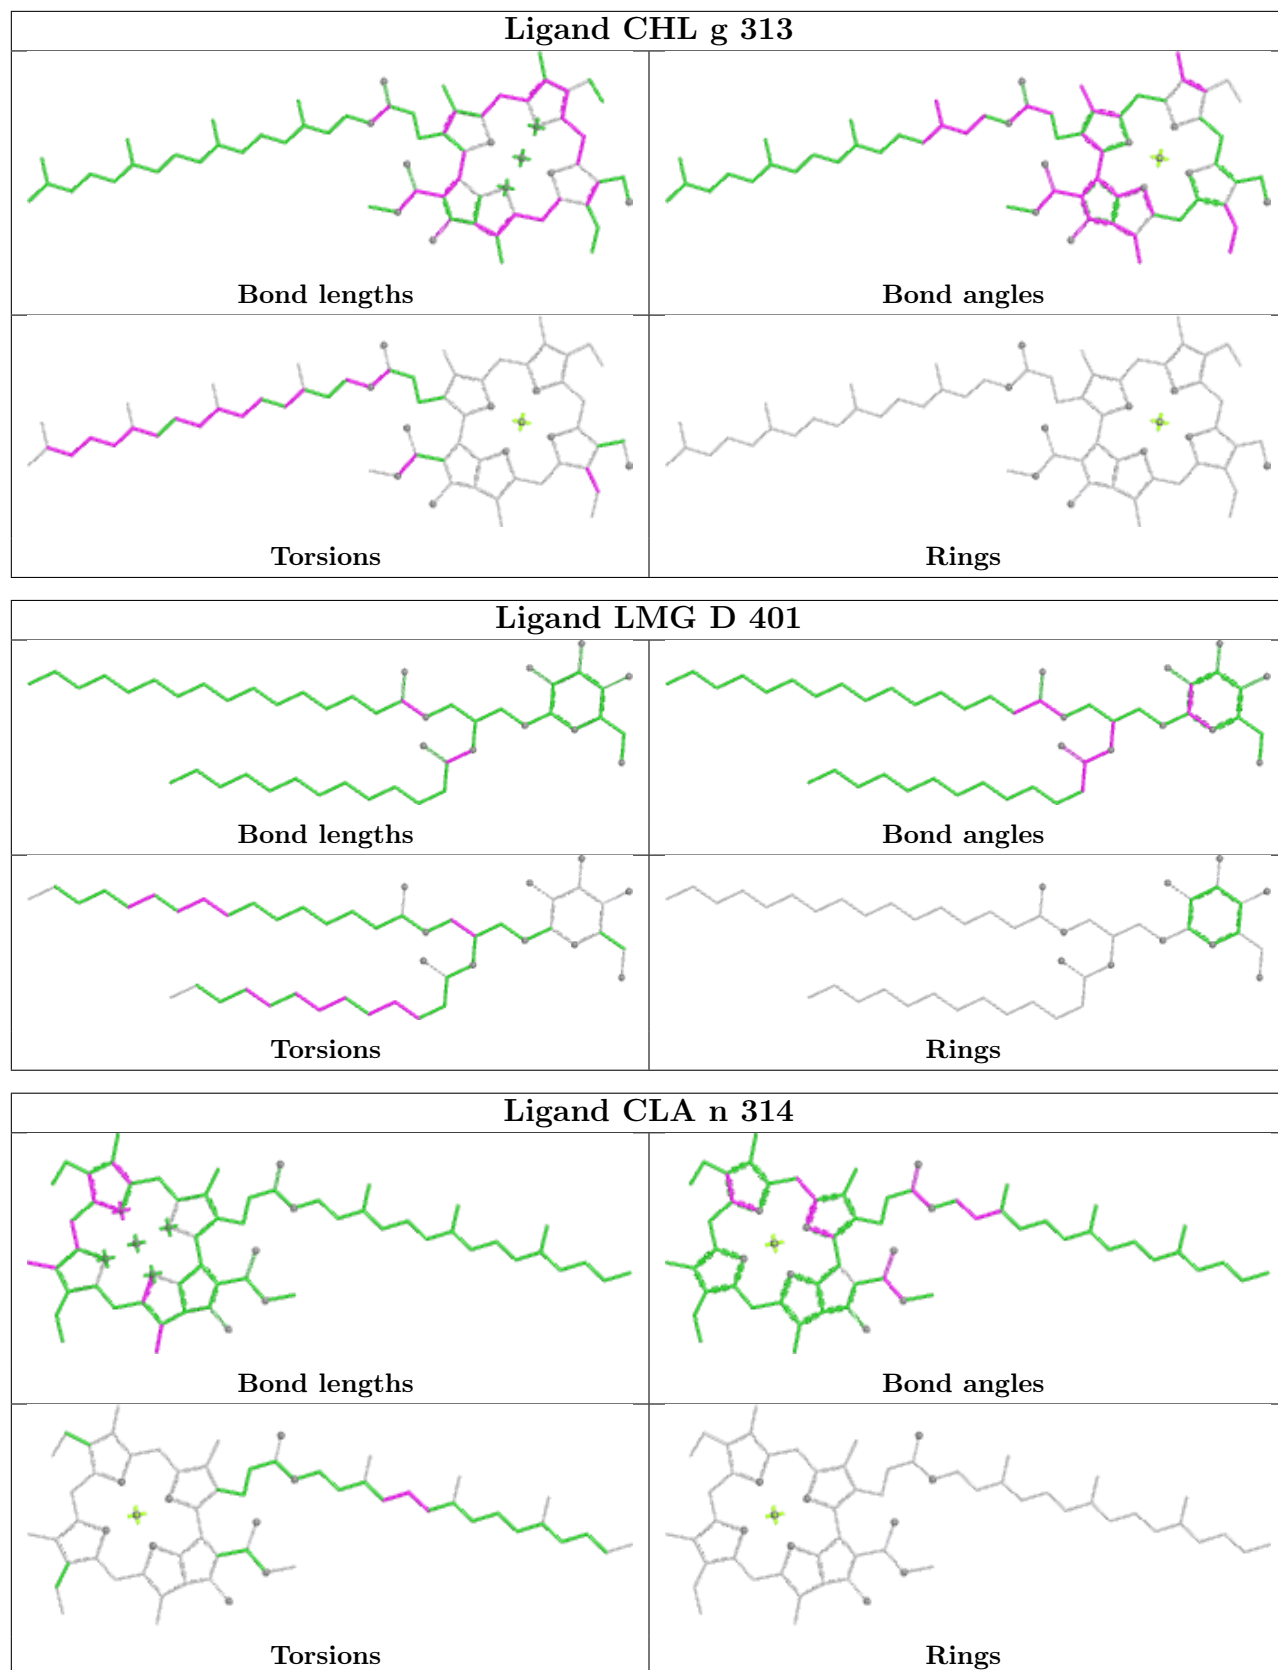 Ligand CHL g 313
Bond lengths
Bond angles
Torsions
Rings
Ligand LMG D 401
Bond lengths
Bond angles
Torsions
Rings
Ligand CLA n 314
Bond lengths
Bond angles
Torsions
Rings